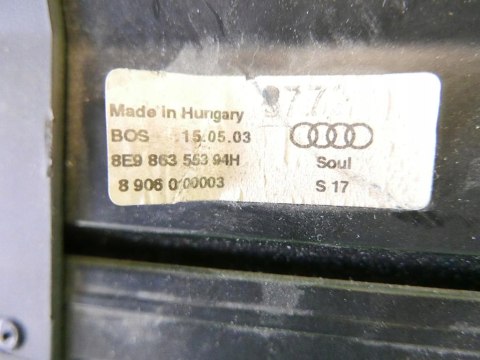 Made in Hungary
BOS 15.05.03
8E9 863 553 94H
Soul
8 906 0 00003
S 17